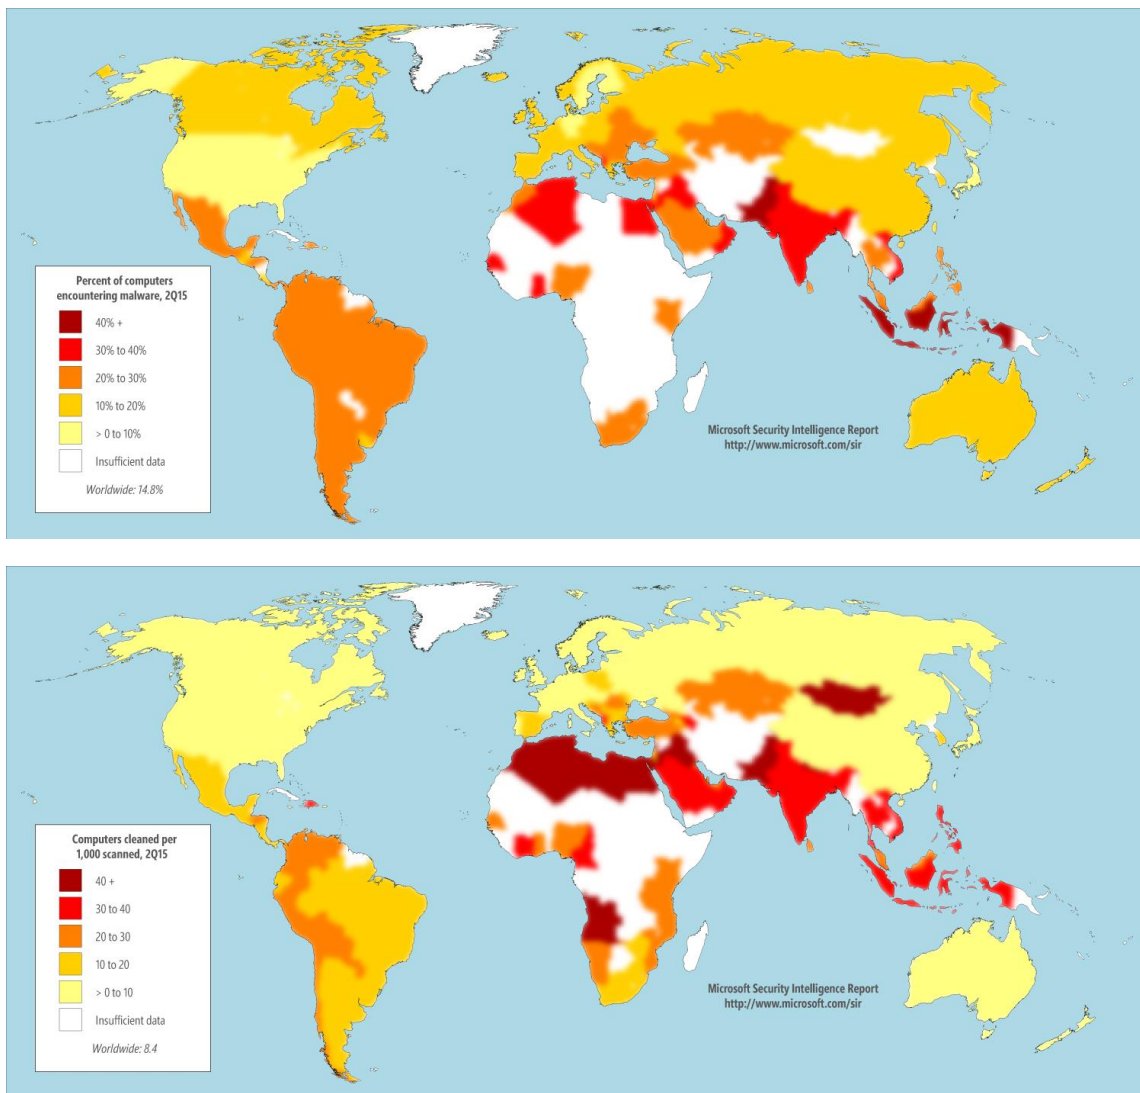 Percent of computers
encountering malware, 2Q15
40% +
30% to 40%
20% to 30%
10% to 20%
> 0 to 10%
Insufficient data
Worldwide: 14.8%
Microsoft Security Intelligence Report
http://www.microsoft.com/sir
Computers cleaned per
1,000 scanned, 2Q15
40 +
30 to 40
20 to 30
10 to 20
> 0 to 10
Insufficient data
Worldwide: 8.4
Microsoft Security Intelligence Report
http://www.microsoft.com/sir